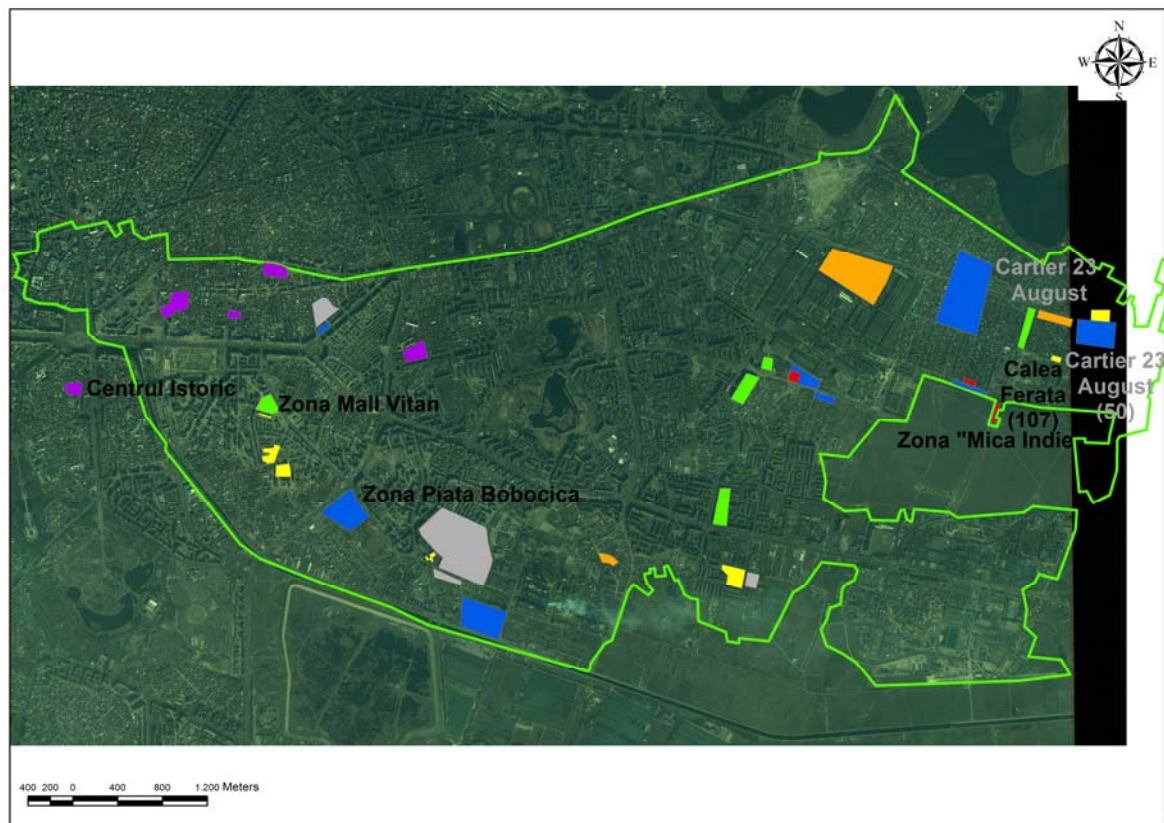 N
W E
S
Cartier 23
August
Centrul Istoric
Zona Mall Vitan
Calea
Ferata
(107)
Cartier 23
August
(50)
Zona "Mica Indie
Zona Piata Bobocica
400 200 0 400 800 1.200 Meters